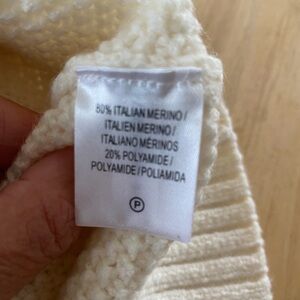 80% ITALIAN MERINO /
ITALIEN MERINO /
ITALIANO MÉRINOS
20% POLYAMIDE /
POLYAMIDE / POLIAMIDA
P